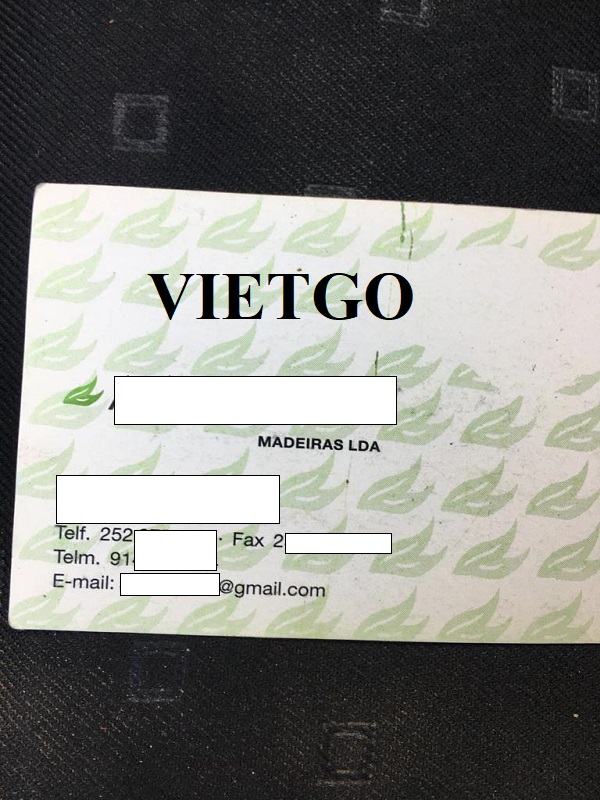 VIETGO
MADEIRAS LDA
Telf. 252
Fax 2
Telm. 91
E-mail: @gmail.com